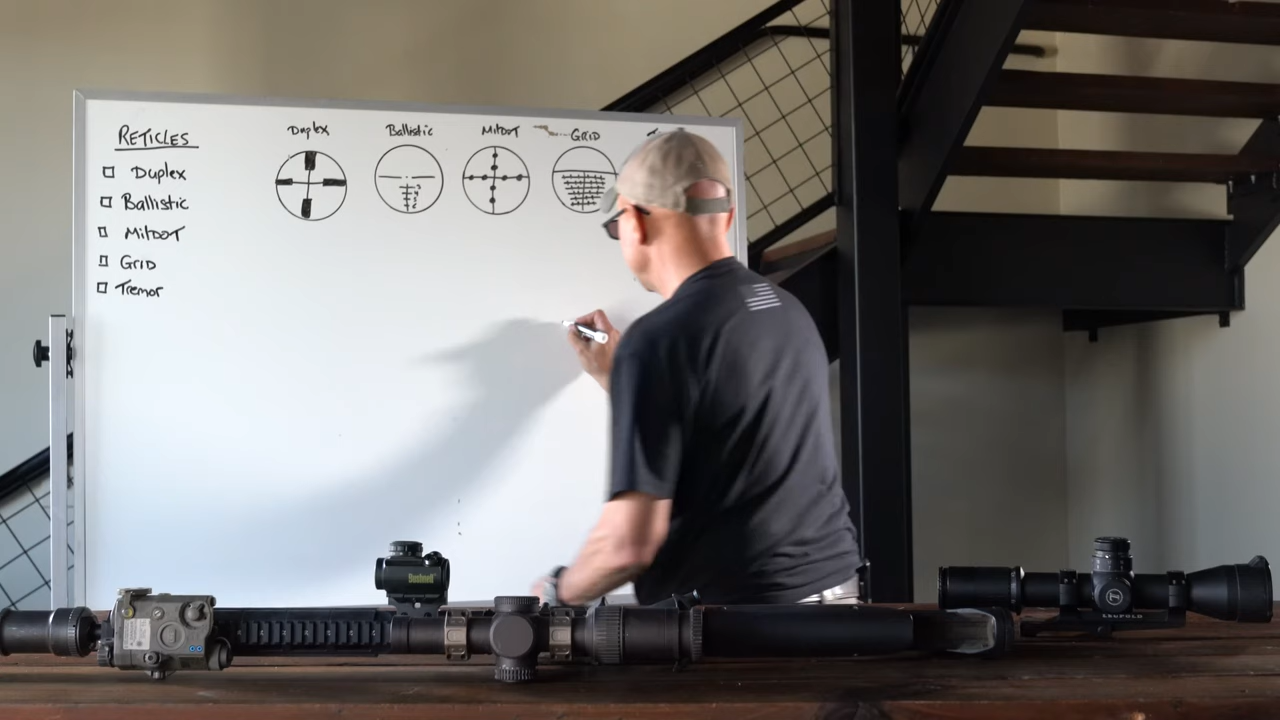 RETICLES
Duplex
Ballistic
MilDOT
GRID
Tremor
Duplex
Ballistic
MilDOT
GRID
T
Bushnell
LEUPOLD